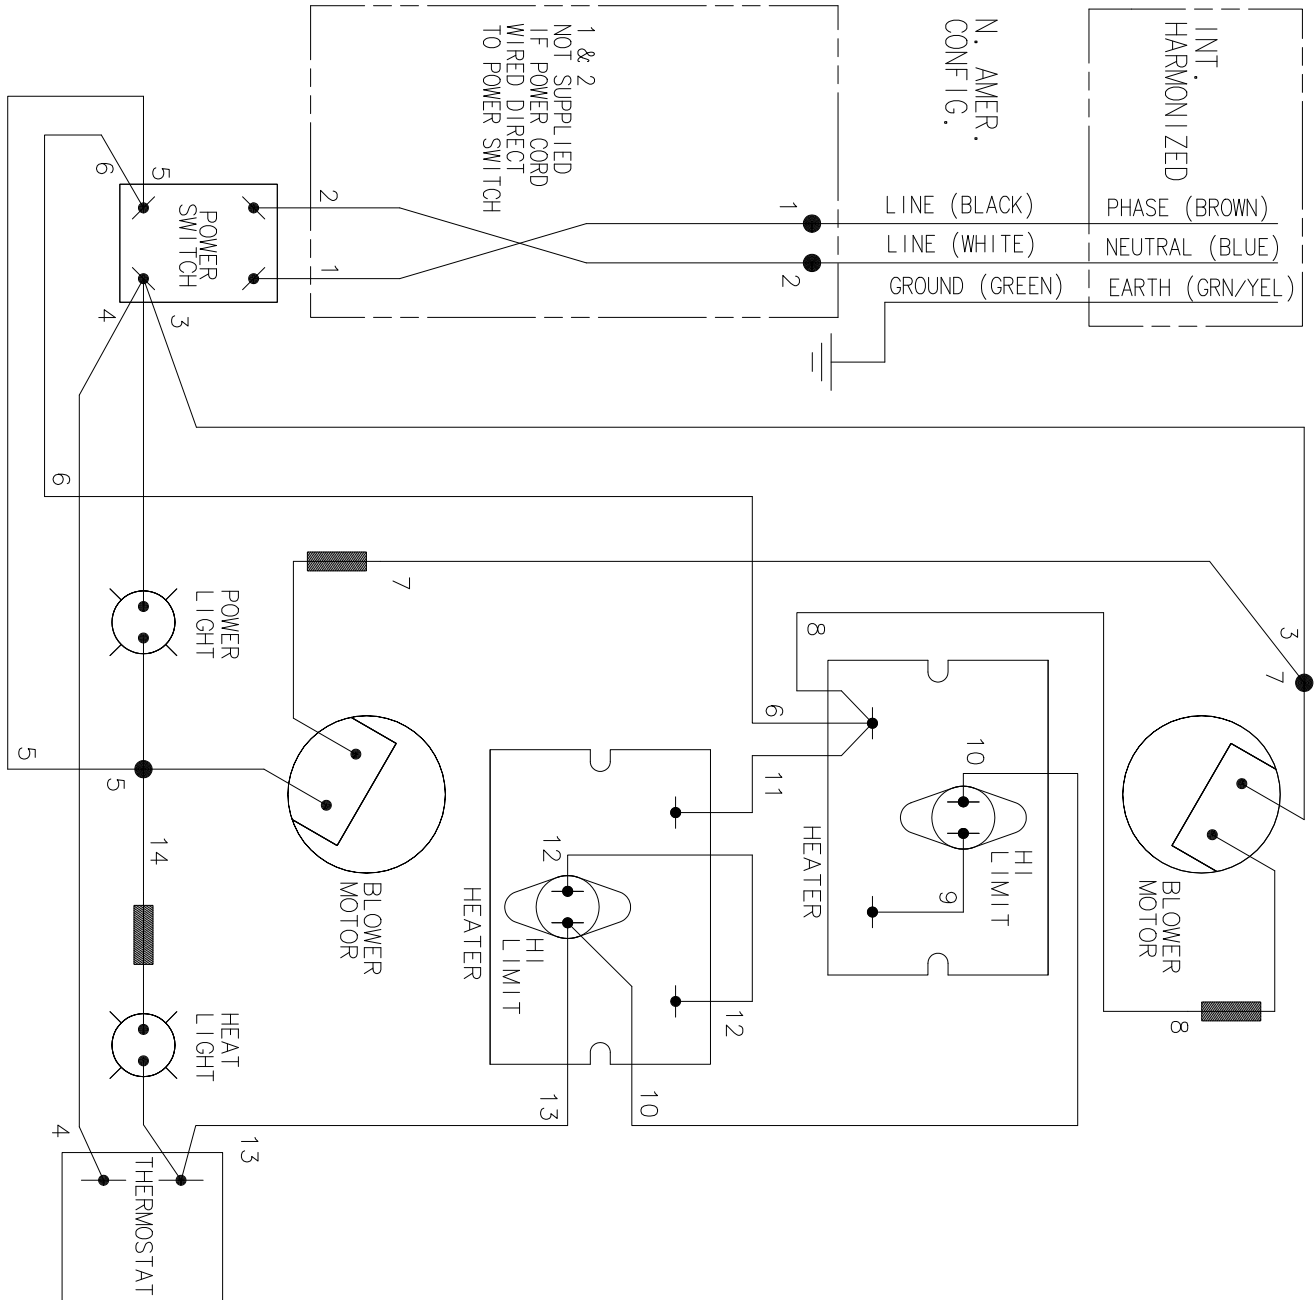 INT.
HARMONIZED
N. AMER.
CONFIG.
1 & 2
NOT SUPPLIED
IF POWER CORD
WIRED DIRECT
TO POWER SWITCH
LINE (BLACK)
PHASE (BROWN)
LINE (WHITE)
NEUTRAL (BLUE)
GROUND (GREEN)
EARTH (GRN/YEL)
1
2
2
1
5
6
POWER
SWITCH
4
3
6
POWER
LIGHT
7
8
3
7
6
10
11
HI
LIMIT
9
HEATER
BLOWER
MOTOR
8
5
5
14
BLOWER
MOTOR
12
HI
LIMIT
HEATER
12
HEAT
LIGHT
13
10
4
13
THERMOSTAT